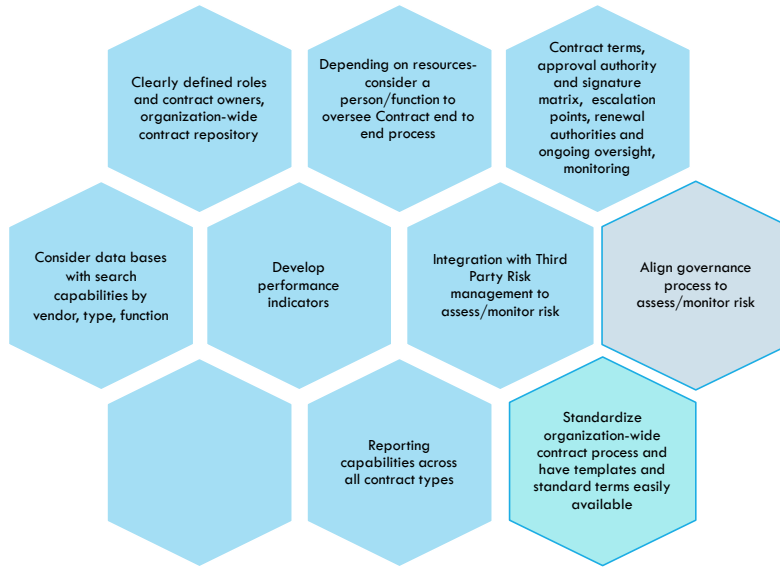 Clearly defined roles
and contract owners,
organization-wide
contract repository
Depending on resources-
consider a
person/function to
oversee Contract end to
end process
Contract terms,
approval authority
and signature
matrix, escalation
points, renewal
authorities and
ongoing oversight,
monitoring
Consider data bases
with search
capabilities by
vendor, type, function
Develop
performance
indicators
Integration with Third
Party Risk
management to
assess/monitor risk
Align governance
process to
assess/monitor risk
Reporting
capabilities across
all contract types
Standardize
organization-wide
contract process and
have templates and
standard terms easily
available